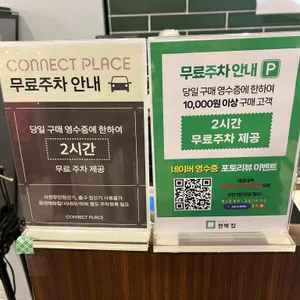 CONNECT PLACE
무료주차 안내
당일 구매 영수증에 한하여
2시간
무료 주차 제공
CONNECT PLACE
무료주차 안내 P
당일 구매 영수증에 한하여
10,000원 이상 구매 고객
2시간
무료주차 제공
네이버 영수증 포토리뷰 이벤트